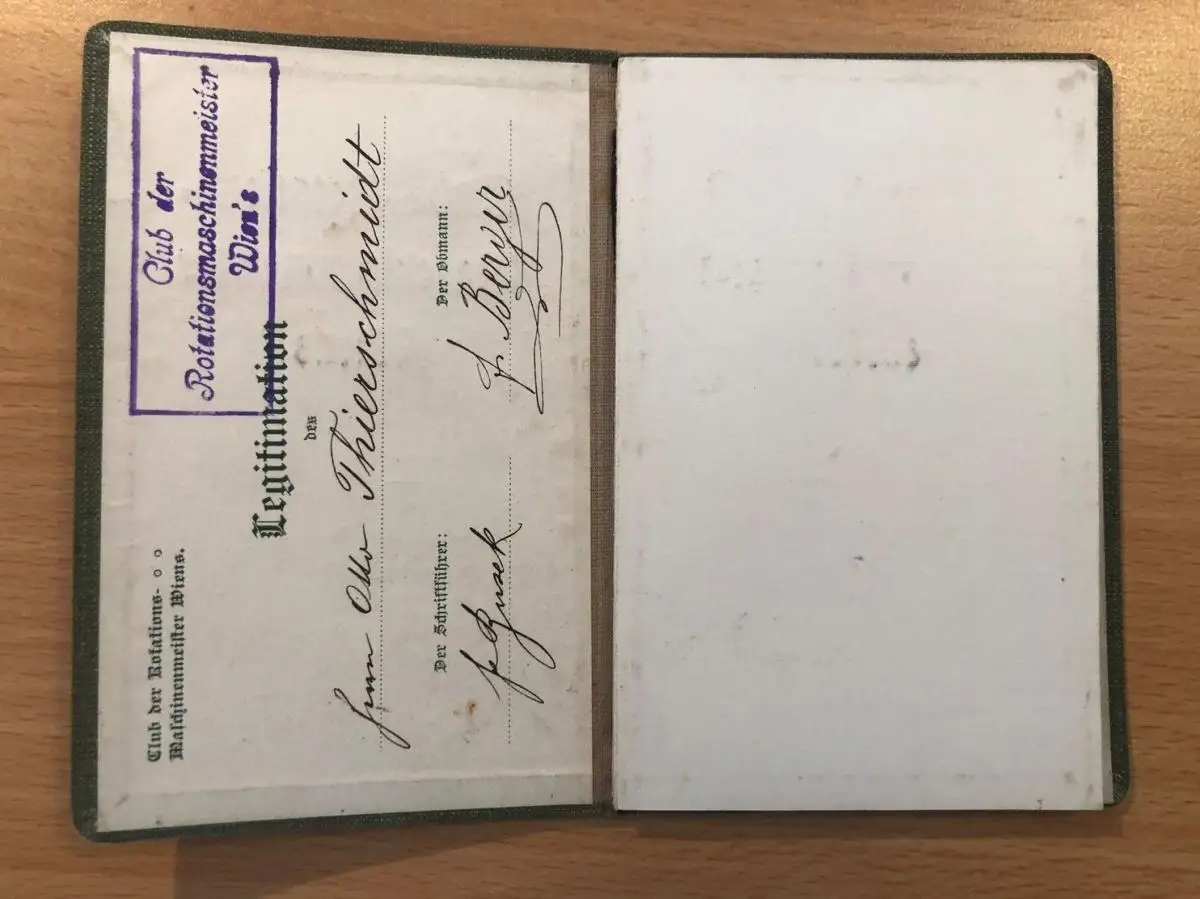 Club der Rotations- ○ ○
Maschinenmeister Wiens.
Club der
Rotationsmaschinenmeister
Wien's
Legitimation
des
Herrn Otto Thierschmidt
Der Schriftführer:
Der Obmann:
Berger